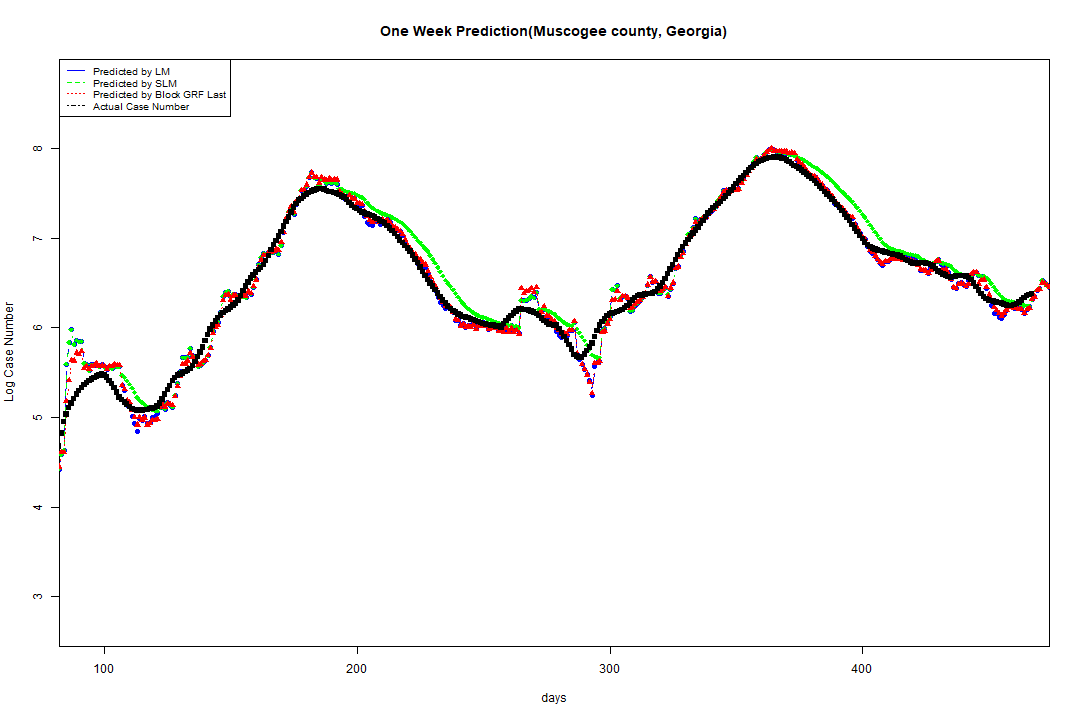 One Week Prediction(Muscogee county, Georgia)
Predicted by LM
Predicted by SLM
Predicted by Block GRF Last
Actual Case Number
8
7
6
5
4
3
Log Case Number
100 200 300 400
days